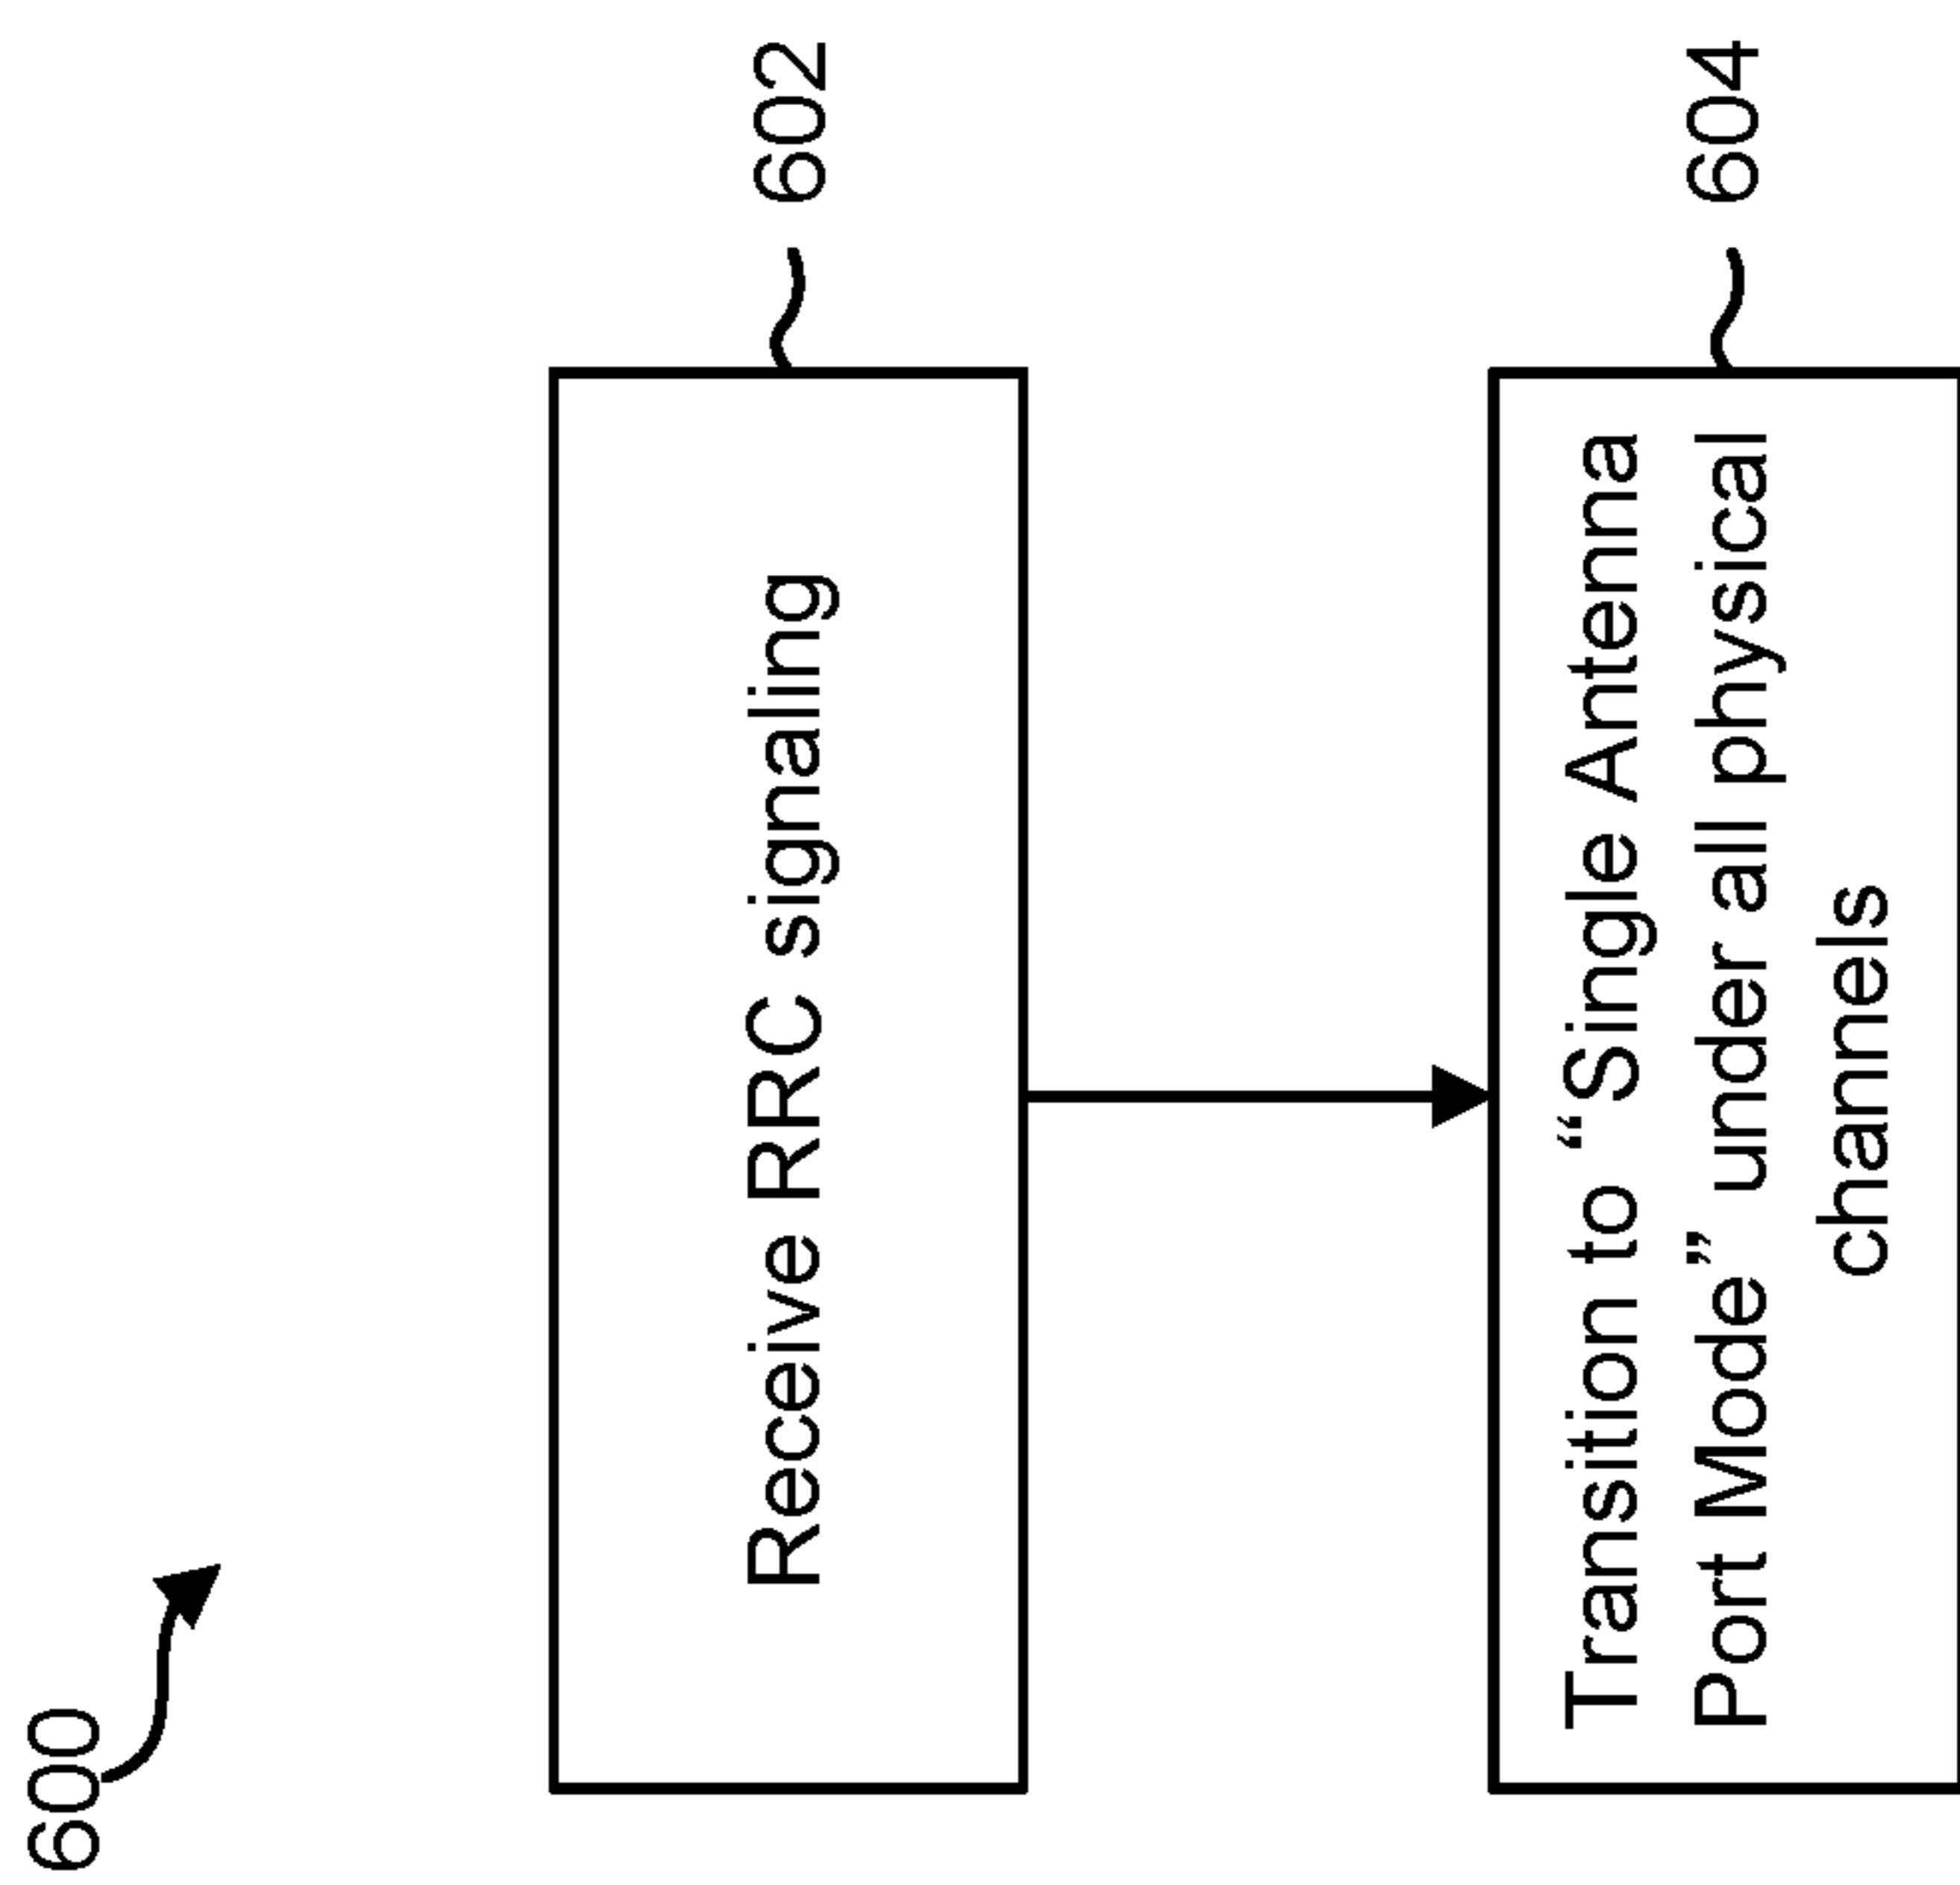 600
Receive RRC signaling
602
Transition to “Single Antenna
Port Mode” under all physical
channels
604